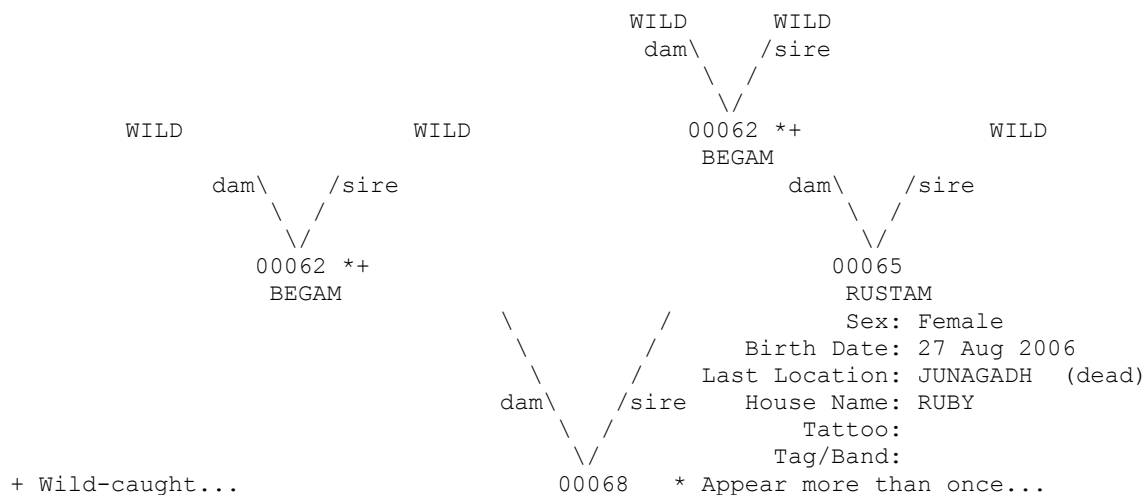 WILD WILD
dam\ /sire
\ /
\/
WILD WILD 00062 *+ WILD
BEGAM
dam\ /sire dam\ /sire
\ / \ /
\/ \/
00062 *+ 00065
BEGAM RUSTAM
\ / Sex: Female
\ / Birth Date: 27 Aug 2006
\ / Last Location: JUNAGADH (dead)
dam\ /sire House Name: RUBY
\ / Tattoo:
\/ Tag/Band:
+ Wild-caught... 00068 * Appear more than once...